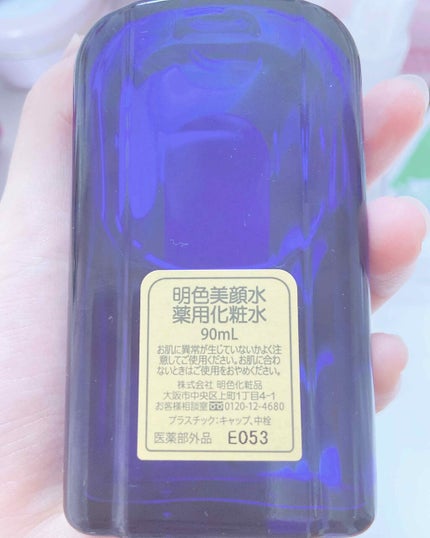 明色美顔水
薬用化粧水
90mL
お肌に異常が生じていないかよく注
意してご使用ください。お肌に合わ
ないときはご使用をおやめください。
株式会社 明色化粧品
大阪市中央区上町1丁目4-1
お客様相談室 0120-12-4680
プラスチック:キャップ、中栓
医薬部外品 E053